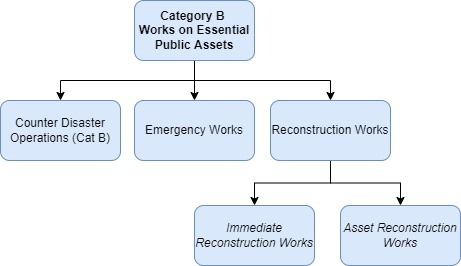 Category B
Works on Essential
Public Assets
Counter Disaster
Operations (Cat B)
Emergency Works
Reconstruction Works
Immediate
Reconstruction Works
Asset Reconstruction
Works